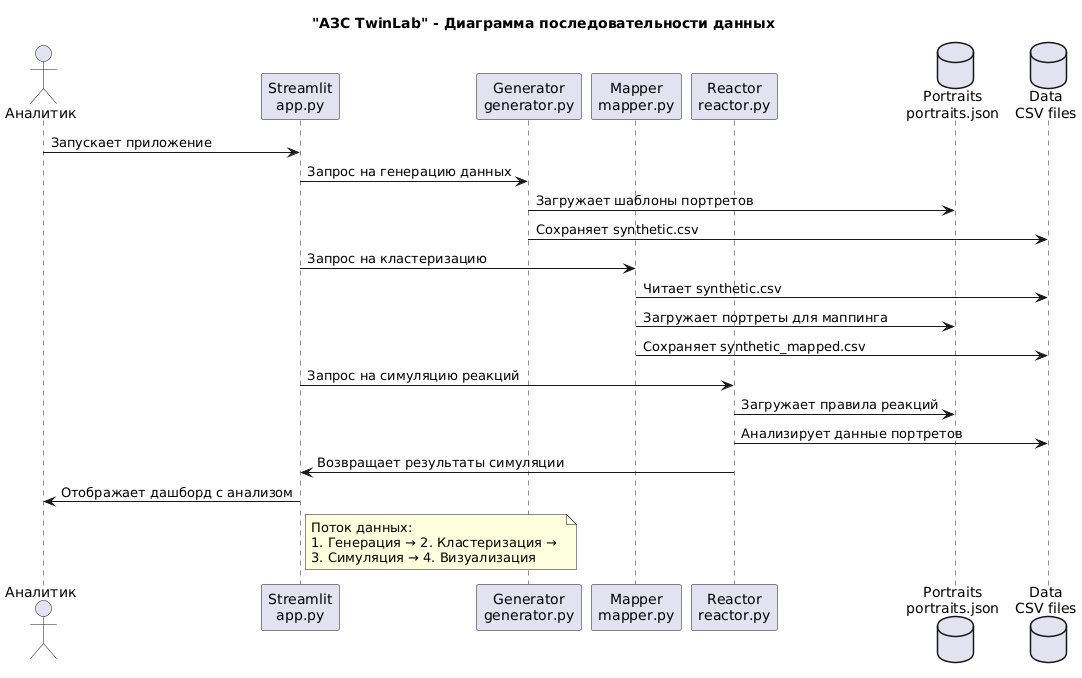 "АЗС TwinLab" - Диаграмма последовательности данных
Аналитик
Streamlit
app.py
Generator
generator.py
Mapper
mapper.py
Reactor
reactor.py
Portraits
portraits.json
Data
CSV files
Запускает приложение
Запрос на генерацию данных
Загружает шаблоны портретов
Сохраняет synthetic.csv
Запрос на кластеризацию
Читает synthetic.csv
Загружает портреты для маппинга
Сохраняет synthetic_mapped.csv
Запрос на симуляцию реакций
Загружает правила реакций
Анализирует данные портретов
Возвращает результаты симуляции
Отображает дашборд с анализом
Поток данных:
1. Генерация → 2. Кластеризация →
3. Симуляция → 4. Визуализация
Аналитик
Streamlit
app.py
Generator
generator.py
Mapper
mapper.py
Reactor
reactor.py
Portraits
portraits.json
Data
CSV files